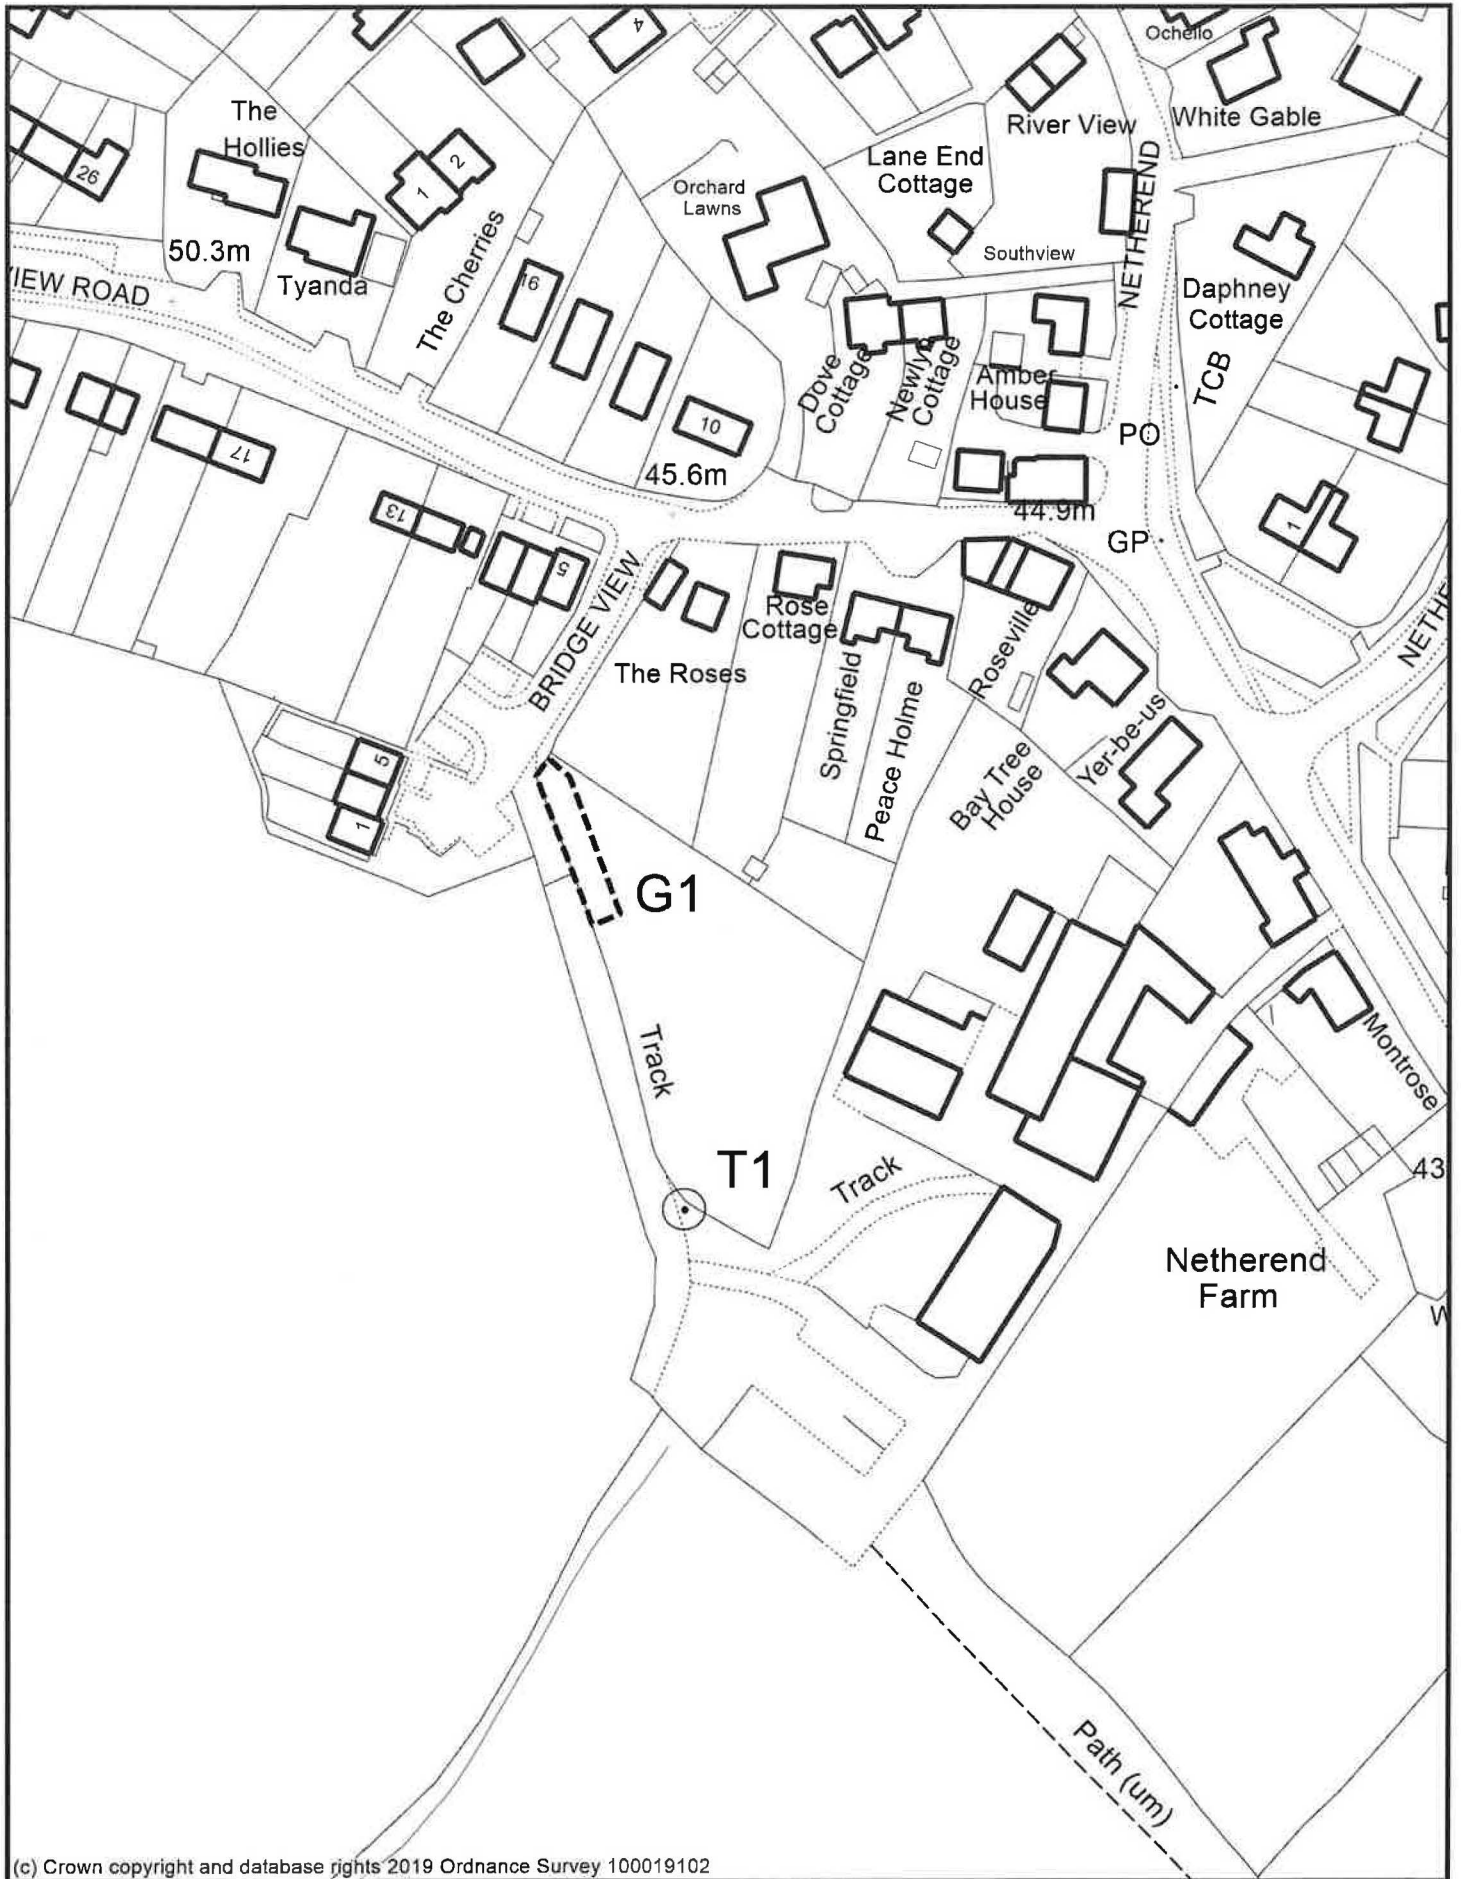 Ochello
4
The
Hollies
River View
White Gable
26
2
1
Lane End
Cottage
Orchard
Lawns
NETHEREND
50.3m
Southview
Tyanda
The Cherries
16
Daphney
Cottage
VIEW ROAD
Dove
Cottage
Newlyn
Cottage
Amber
House
TCB
10
PO
17
45.6m
13
44.9m
GP
1
5
BRIDGE VIEW
Rose
Cottage
Roseville
NETHE
The Roses
Springfield
Peace Holme
Yer-be-us
Bay Tree
House
5
1
G1
Track
Montrose
T1
Track
43
Netherend
Farm
W
Path (um)
(c) Crown copyright and database rights 2019 Ordnance Survey 100019102